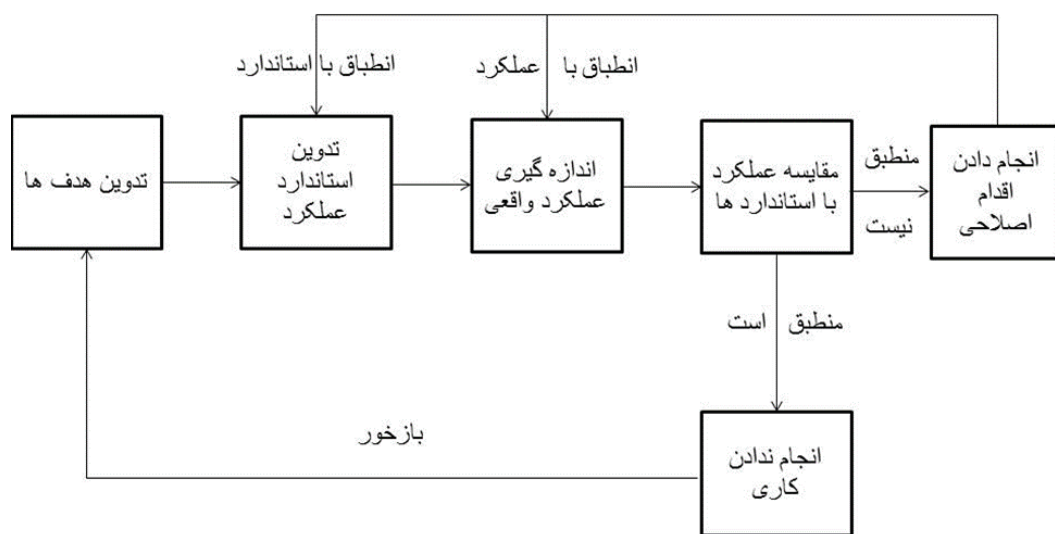 انطباق با استاندارد
انطباق با عملکرد
تدوین هدف ها
تدوین
استاندارد
عملکرد
اندازه گیری
عملکرد واقعی
مقایسه عملکرد
با استاندارد ها
منطبق
نیست
انجام دادن
اقدام
اصلاحی
منطبق است
انجام ندادن
کاری
بازخور